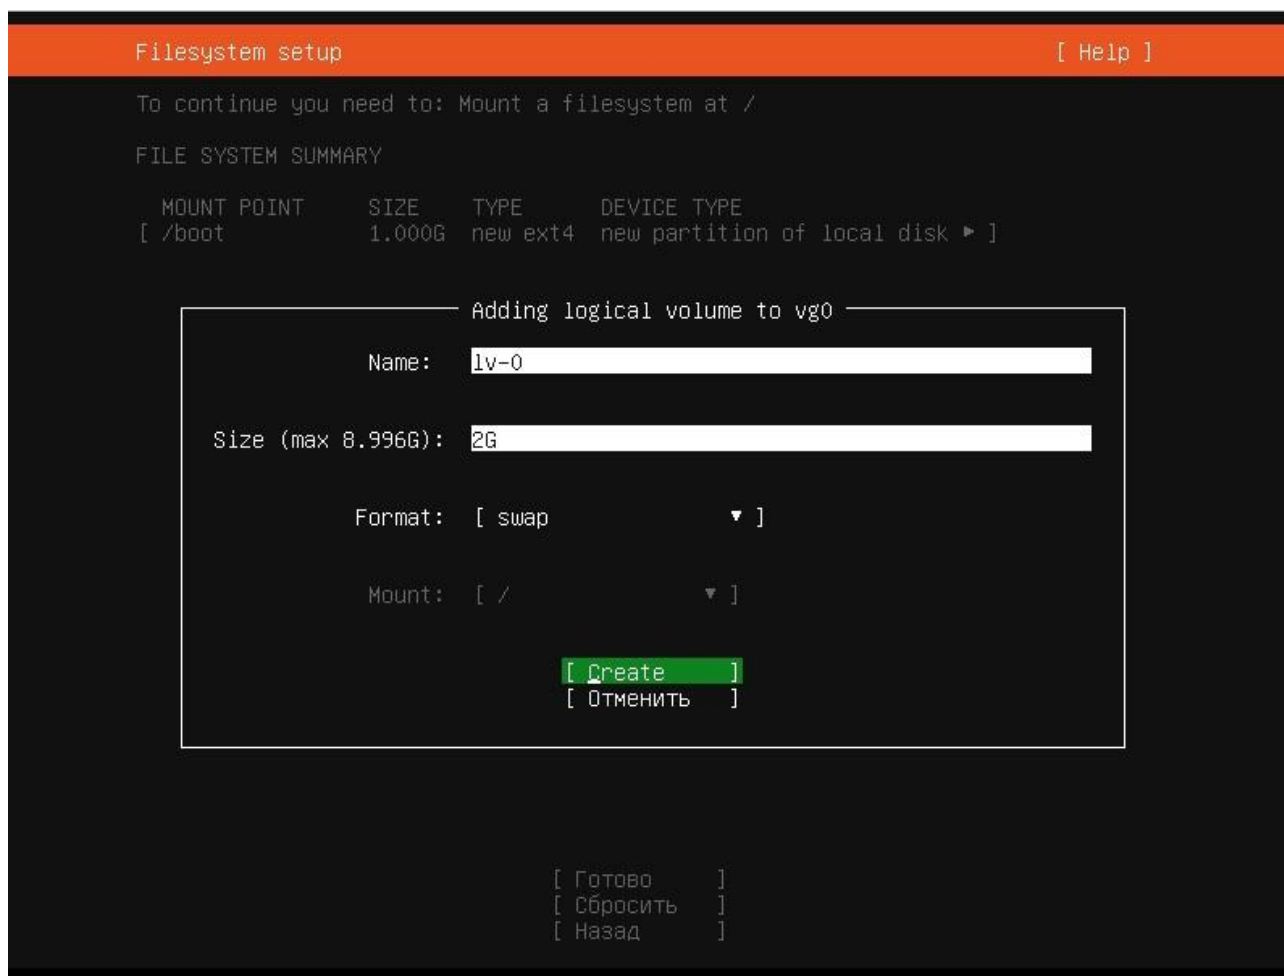 Filesystem setup [ Help ]
To continue you need to: Mount a filesystem at /
FILE SYSTEM SUMMARY
MOUNT POINT SIZE TYPE DEVICE TYPE
[ /boot 1.000G new ext4 new partition of local disk ▸ ]
Adding logical volume to vg0
Name: lv-0
Size (max 8.996G): 2G
Format: [ swap ▾ ]
Mount: [ / ▾ ]
[ Create ]
[ Отменить ]
[ Готово ]
[ Сбросить ]
[ Назад ]